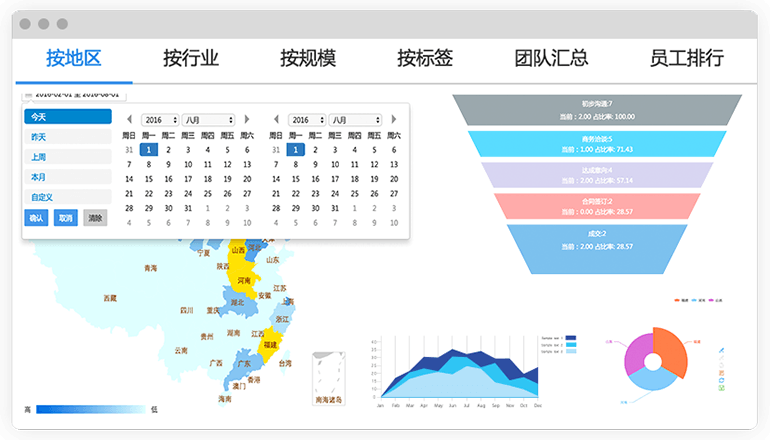 按地区 按行业 按规模 按标签 团队汇总 员工排行
今天
昨天
上周
本月
自定义
确认 取消 清除
2016 八月 2016 八月
周日 周一 周二 周三 周四 周五 周六 周日 周一 周二 周三 周四 周五 周六
31 1 2 3 4 5 6 31 1 2 3 4 5 6
7 8 9 10 11 12 13 7 8 9 10 11 12 13
14 15 16 17 18 19 20 14 15 16 17 18 19 20
21 22 23 24 25 26 27 21 22 23 24 25 26 27
28 29 30 31 1 2 3 28 29 30 31 1 2 3
4 5 6 7 8 9 10 4 5 6 7 8 9 10
初步沟通:7
当前：2.00 占比率: 100.00
商务洽谈:5
当前：1.00 占比率: 71.43
达成意向:4
当前：2.00 占比率: 57.14
合同签订:2
当前：0.00 占比率: 28.57
成交:2
当前：2.00 占比率: 28.57
宁夏
山西
山东
青海
陕西
河南
西藏
江苏
安徽
上海
湖北
四川
重庆
浙江
贵州
湖南
江西
福建
云南
广西
广东
台湾
香港
澳门
海南
南海诸岛
高 低
40
35
30
25
20
15
10
5
0
Jan Feb Mar Apr May Jun Jul Aug Sep Oct Nov Dec